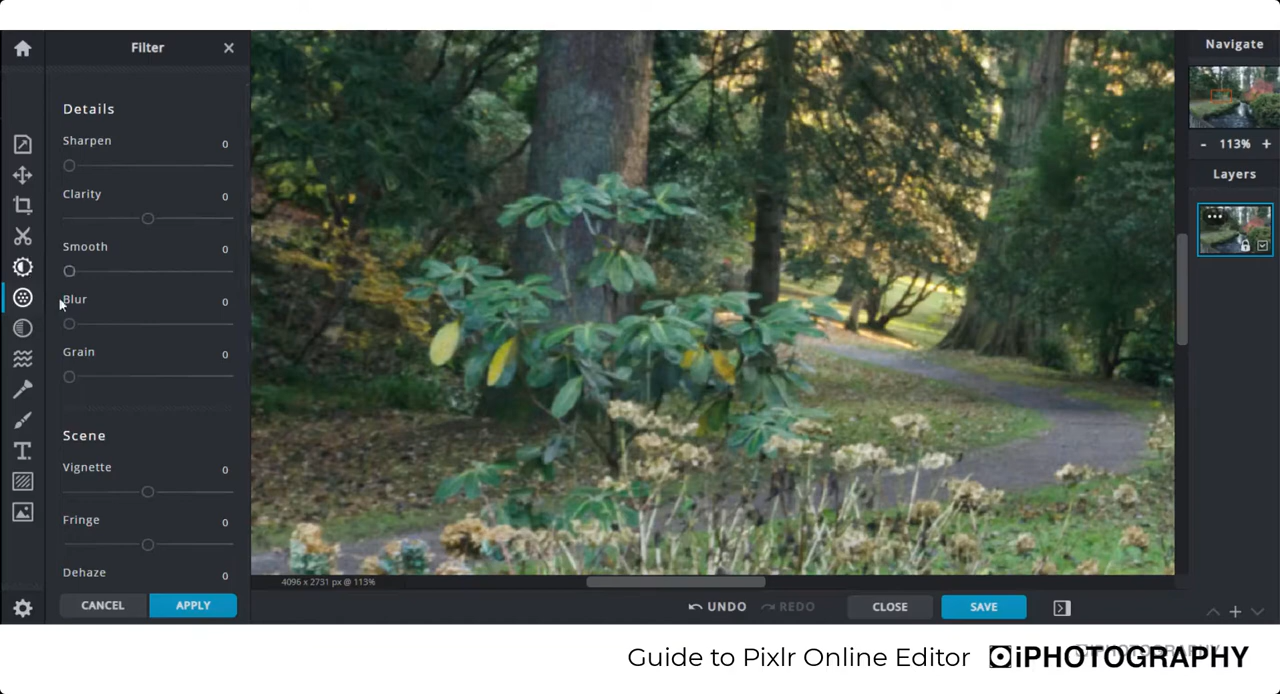 Filter
Details
Sharpen 0
Clarity 0
Smooth 0
Blur 0
Grain 0
Scene
Vignette 0
Fringe 0
Dehaze 0
CANCEL APPLY
4096 x 2731 px @ 113%
UNDO REDO CLOSE SAVE
Navigate
- 113% +
Layers
Guide to Pixlr Online Editor iPHOTOGRAPHY